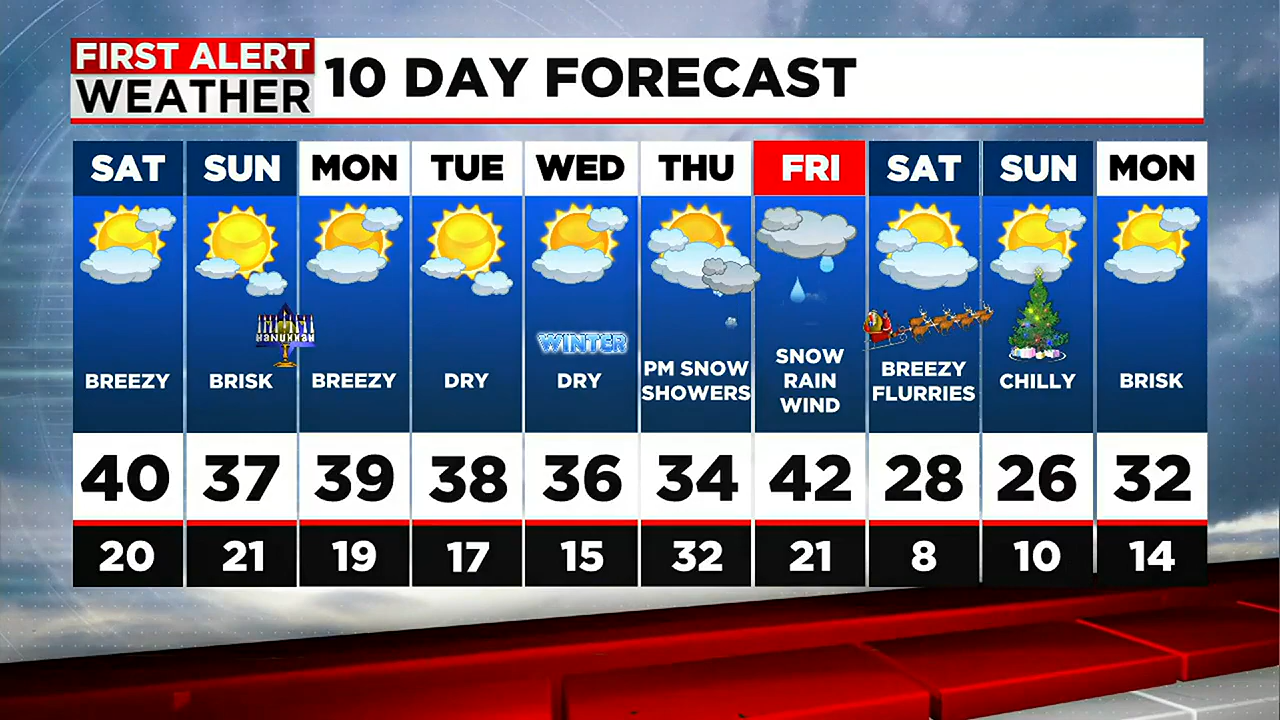 FIRST ALERT
WEATHER
10 DAY FORECAST
SAT SUN MON TUE WED THU FRI SAT SUN MON
HANUKKAH
WINTER
BREEZY BRISK BREEZY DRY DRY PM SNOW SHOWERS SNOW RAIN WIND BREEZY FLURRIES CHILLY BRISK
40 37 39 38 36 34 42 28 26 32
20 21 19 17 15 32 21 8 10 14